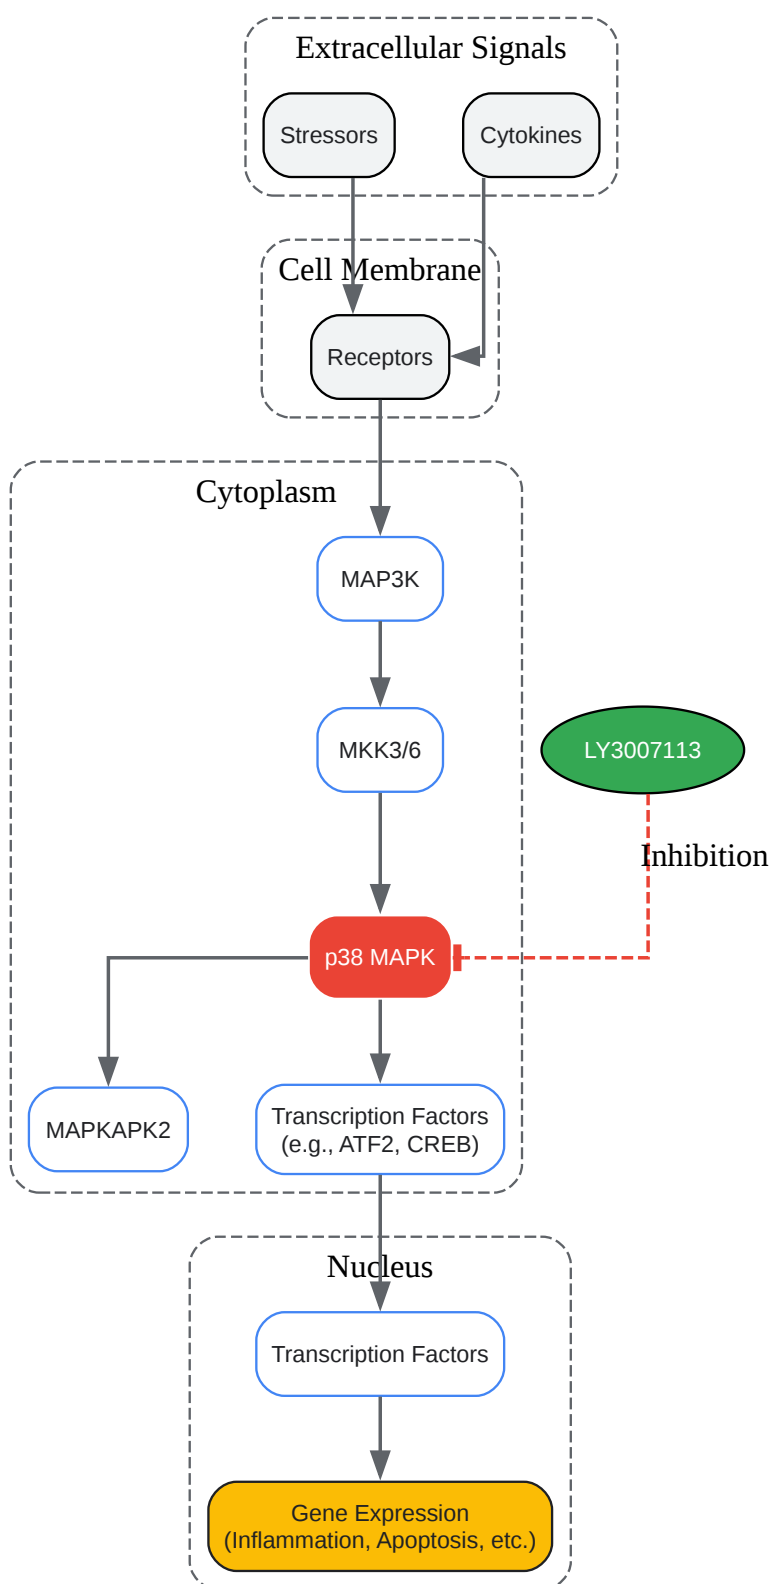 Extracellular Signals
Stressors
Cytokines
Cell Membrane
Receptors
Cytoplasm
MAP3K
MKK3/6
LY3007113
Inhibition
p38 MAPK
MAPKAPK2
Transcription Factors
(e.g., ATF2, CREB)
Nucleus
Transcription Factors
Gene Expression
(Inflammation, Apoptosis, etc.)